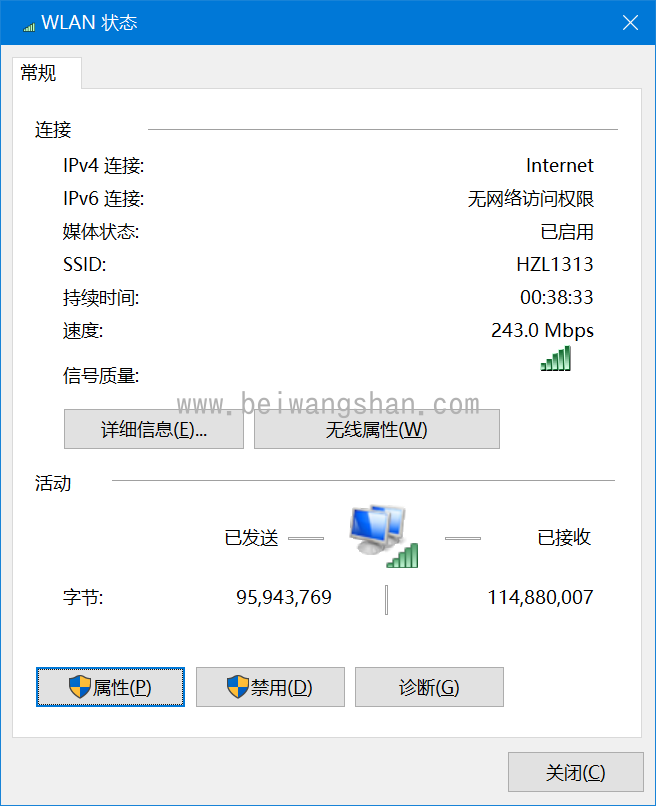 WLAN 状态
常规
连接
IPv4 连接: Internet
IPv6 连接: 无网络访问权限
媒体状态: 已启用
SSID: HZL1313
持续时间: 00:38:33
速度: 243.0 Mbps
信号质量:
www.beiwangshan.com
详细信息(E)... 无线属性(W)
活动
已发送 已接收
字节: 95,943,769 114,880,007
属性(P) 禁用(D) 诊断(G)
关闭(C)